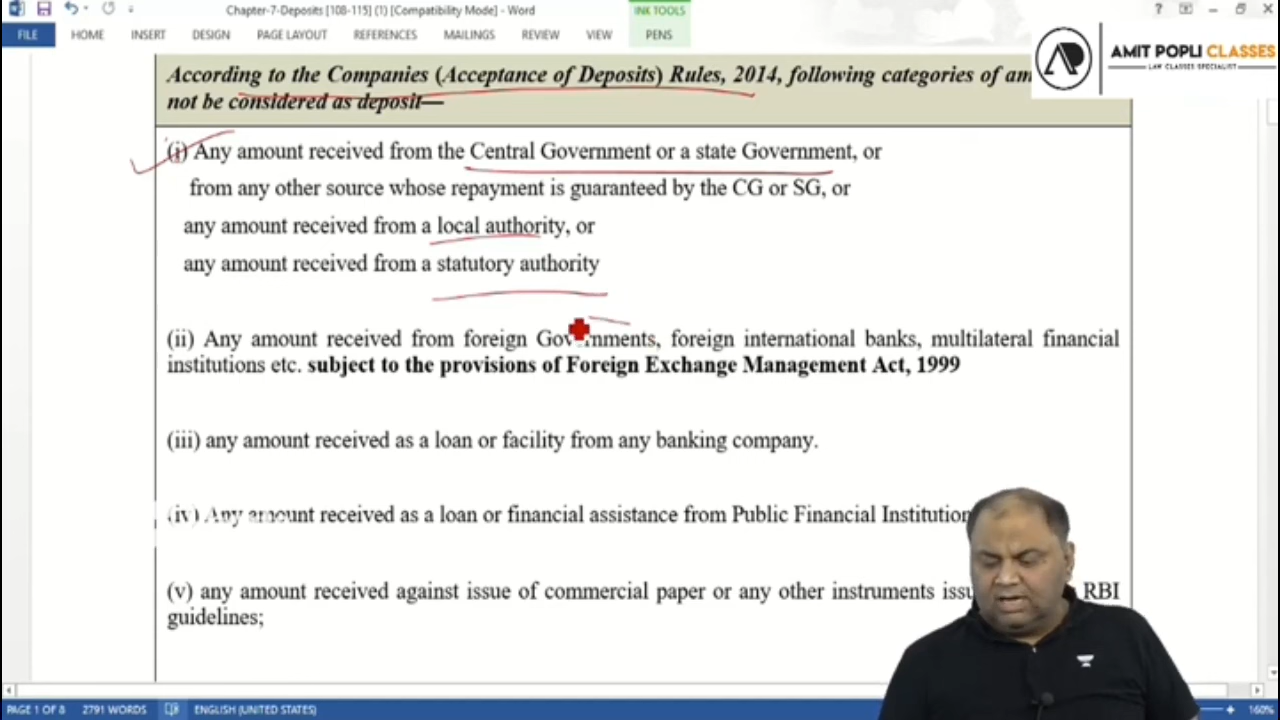 Chapter-7-Deposits [108-115] (1) [Compatibility Mode] - Word
INK TOOLS
FILE HOME INSERT DESIGN PAGE LAYOUT REFERENCES MAILINGS REVIEW VIEW PENS
AMIT POPLI CLASSES
LAW CLASSES SPECIALIST
According to the Companies (Acceptance of Deposits) Rules, 2014, following categories of
not be considered as deposit—
(i) Any amount received from the Central Government or a state Government, or
from any other source whose repayment is guaranteed by the CG or SG, or
any amount received from a local authority, or
any amount received from a statutory authority
(ii) Any amount received from foreign Governments, foreign international banks, multilateral financial
institutions etc. subject to the provisions of Foreign Exchange Management Act, 1999
(iii) any amount received as a loan or facility from any banking company.
(iv) Any amount received as a loan or financial assistance from Public Financial Institution
(v) any amount received against issue of commercial paper or any other instruments RBI
guidelines;
PAGE 1 OF 8 2791 WORDS ENGLISH (UNITED STATES) 160%